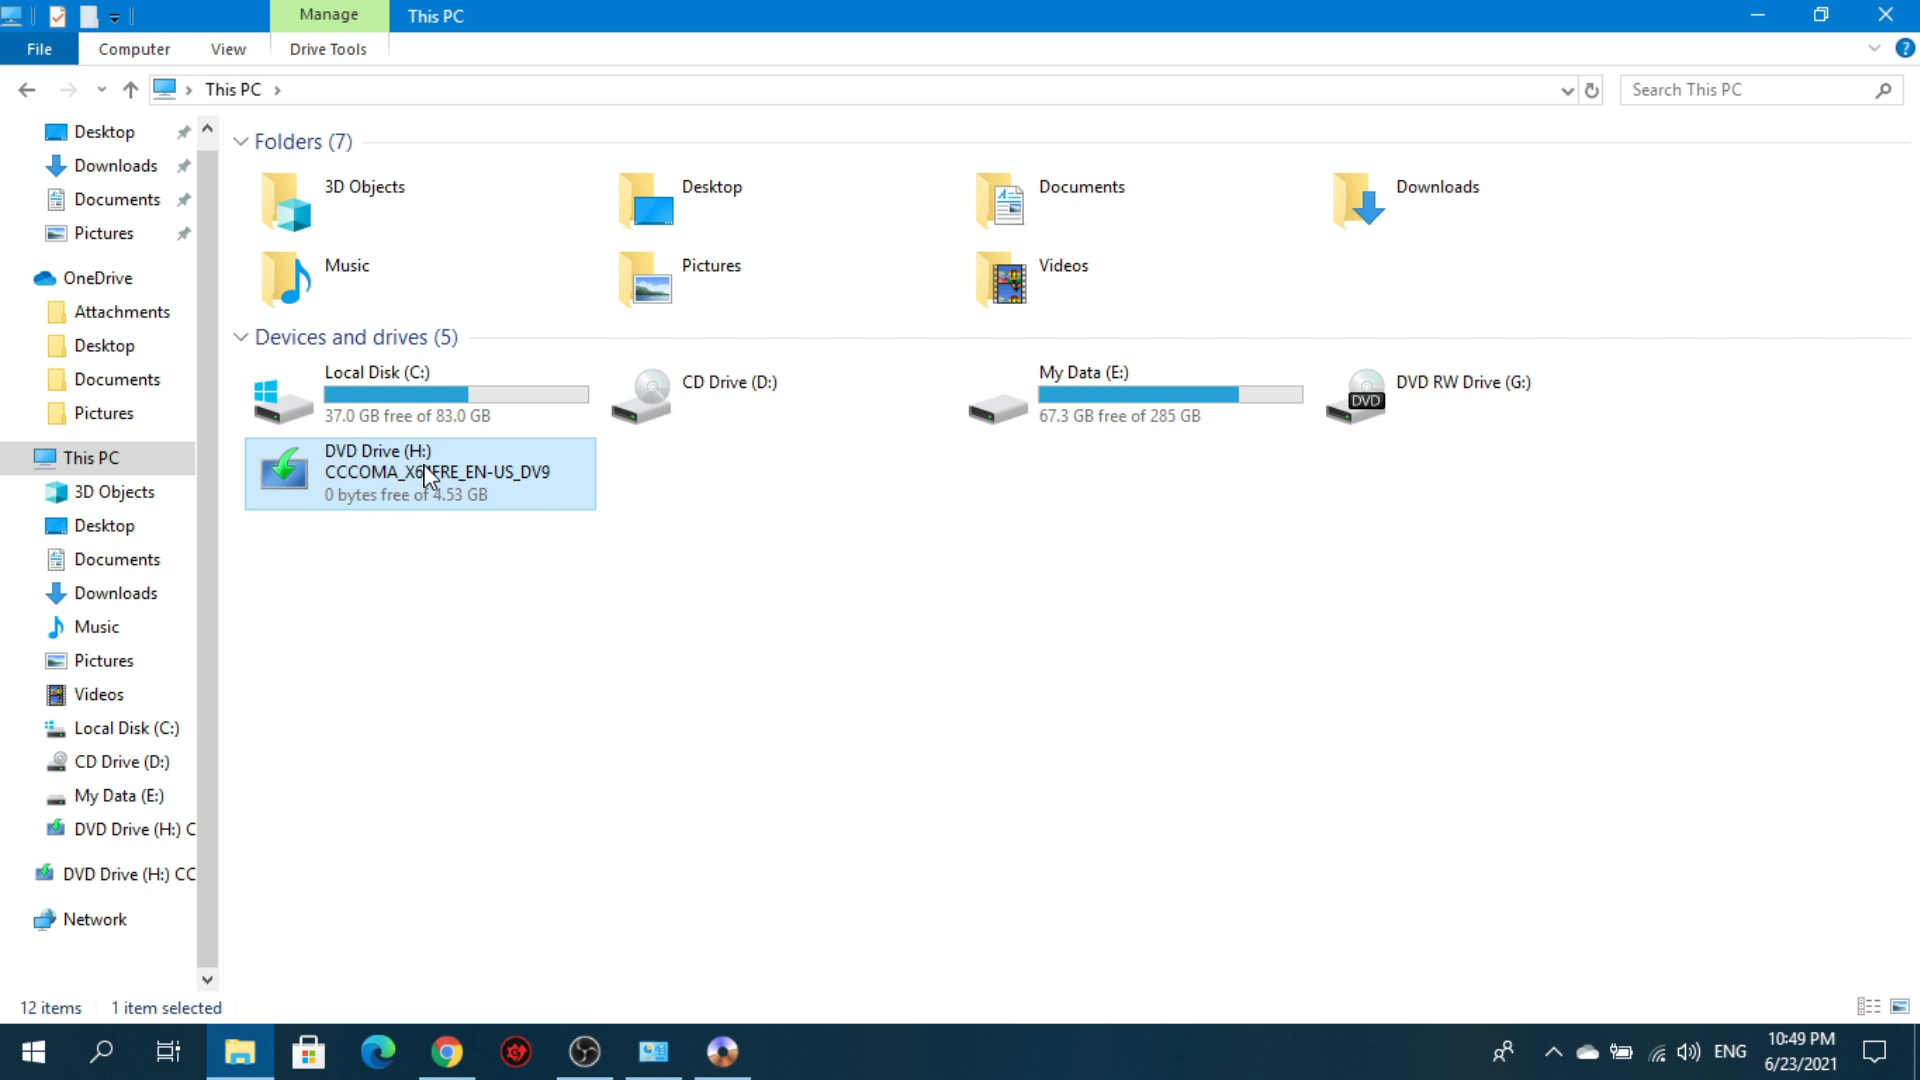 Manage
This PC
File
Computer
View
Drive Tools
This PC
Search This PC
Desktop
Downloads
Documents
Pictures
OneDrive
Attachments
Desktop
Documents
Pictures
This PC
3D Objects
Desktop
Documents
Downloads
Music
Pictures
Videos
Local Disk (C:)
CD Drive (D:)
My Data (E:)
DVD Drive (H:) C
DVD Drive (H:) CC
Network
Folders (7)
3D Objects
Desktop
Documents
Downloads
Music
Pictures
Videos
Devices and drives (5)
Local Disk (C:)
37.0 GB free of 83.0 GB
CD Drive (D:)
My Data (E:)
67.3 GB free of 285 GB
DVD
DVD RW Drive (G:)
DVD Drive (H:)
CCCOMA_X64FRE_EN-US_DV9
0 bytes free of 4.53 GB
12 items
1 item selected
ENG
10:49 PM
6/23/2021